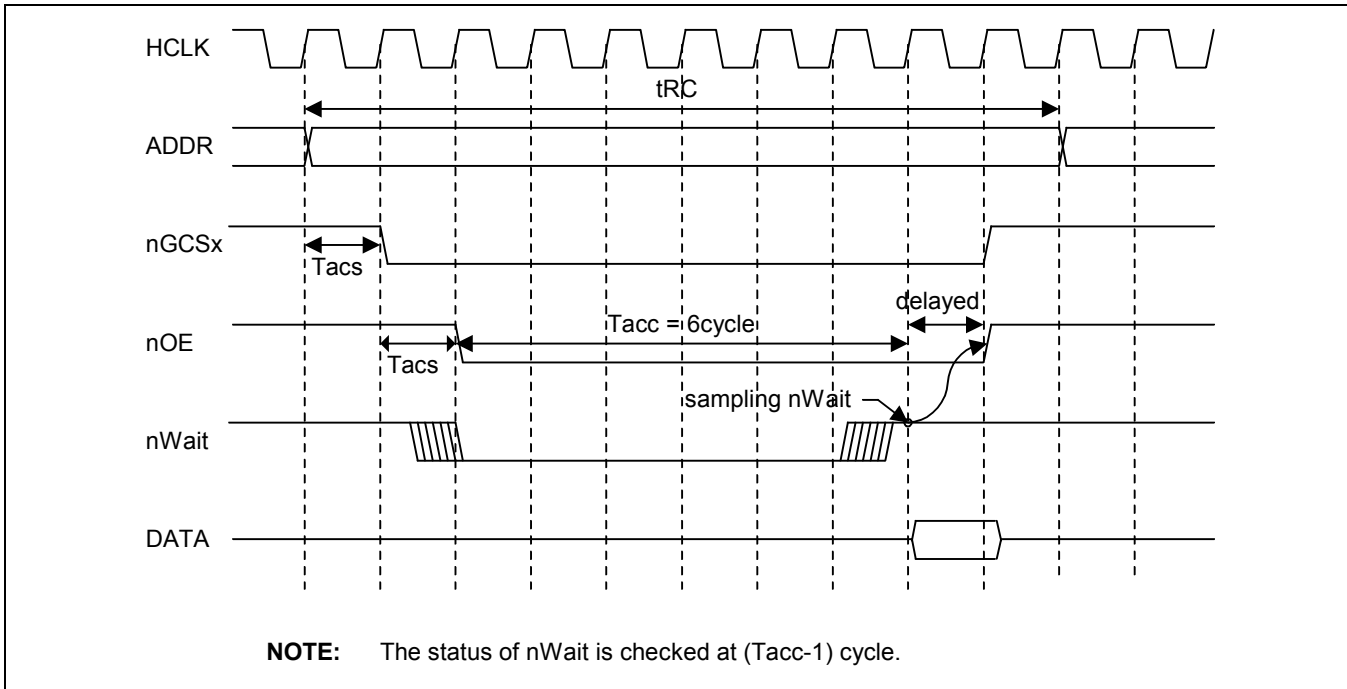 HCLK
tRC
ADDR
nGCSx
Tacs
delayed
nOE
Tacc = 6cycle
Tacs
sampling nWait
nWait
DATA
NOTE: The status of nWait is checked at (Tacc-1) cycle.